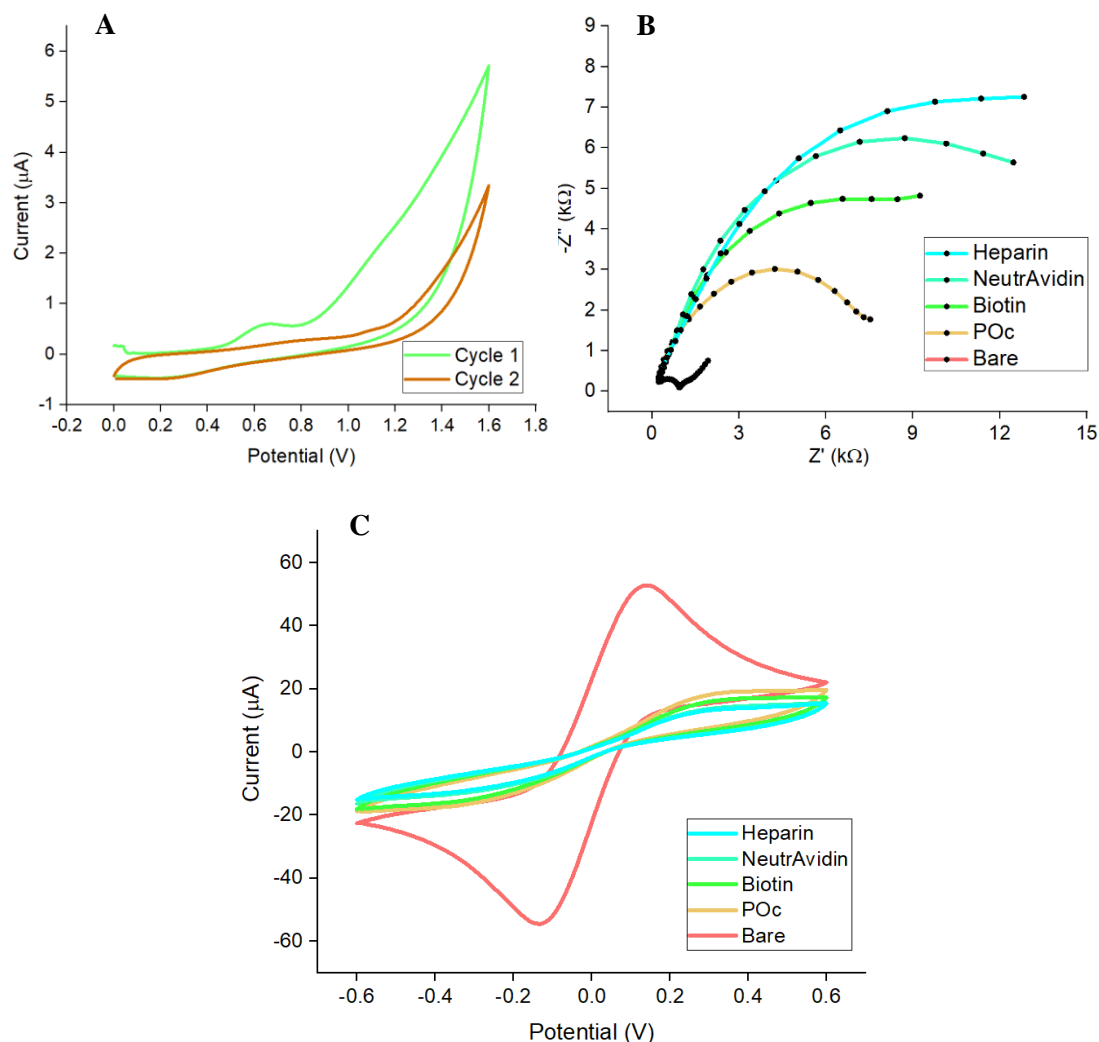 A
6
5
4
3
2
1
0
-1
Current (μA)
Cycle 1
Cycle 2
-0.2 0.0 0.2 0.4 0.6 0.8 1.0 1.2 1.4 1.6 1.8
Potential (V)
B
9
8
7
6
5
4
3
2
1
0
-Z" (kΩ)
Heparin
NeutrAvidin
Biotin
POc
Bare
0 3 6 9 12 15
Z' (kΩ)
C
60
40
20
0
-20
-40
-60
Current (μA)
Heparin
NeutrAvidin
Biotin
POc
Bare
-0.6 -0.4 -0.2 0.0 0.2 0.4 0.6
Potential (V)